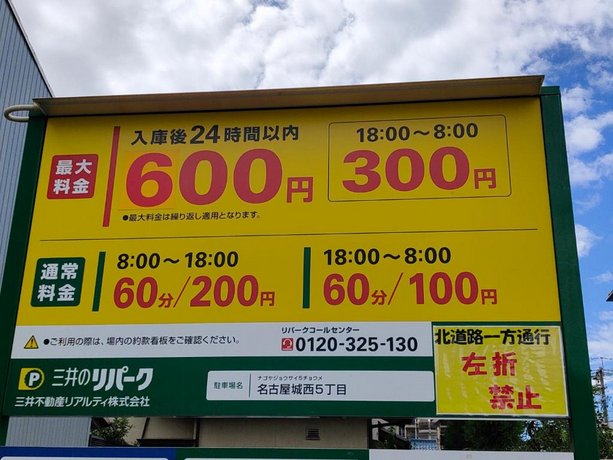 入庫後24時間以内
最大料金
600円
18:00〜8:00
300円
●最大料金は繰り返し適用となります。
通常料金
8:00〜18:00
60分/200円
18:00〜8:00
60分/100円
●ご利用の際は、場内の約款看板をご確認ください。
リパークコールセンター
0120-325-130
P 三井のリパーク
三井不動産リアルティ株式会社
駐車場名
ナゴヤジョウサイ5チョウメ
名古屋城西5丁目
北道路一方通行
左折
禁止